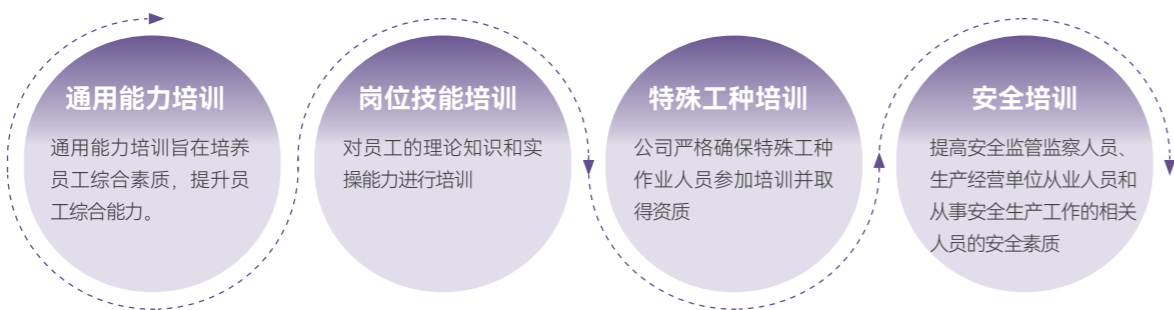 通用能力培训
通用能力培训旨在培养
员工综合素质，提升员
工综合能力。
岗位技能培训
对员工的理论知识和实
操能力进行培训
特殊工种培训
公司严格确保特殊工种
作业人员参加培训并取
得资质
安全培训
提高安全监管监察人员、
生产经营单位从业人员和
从事安全生产工作的相关
人员的安全素质